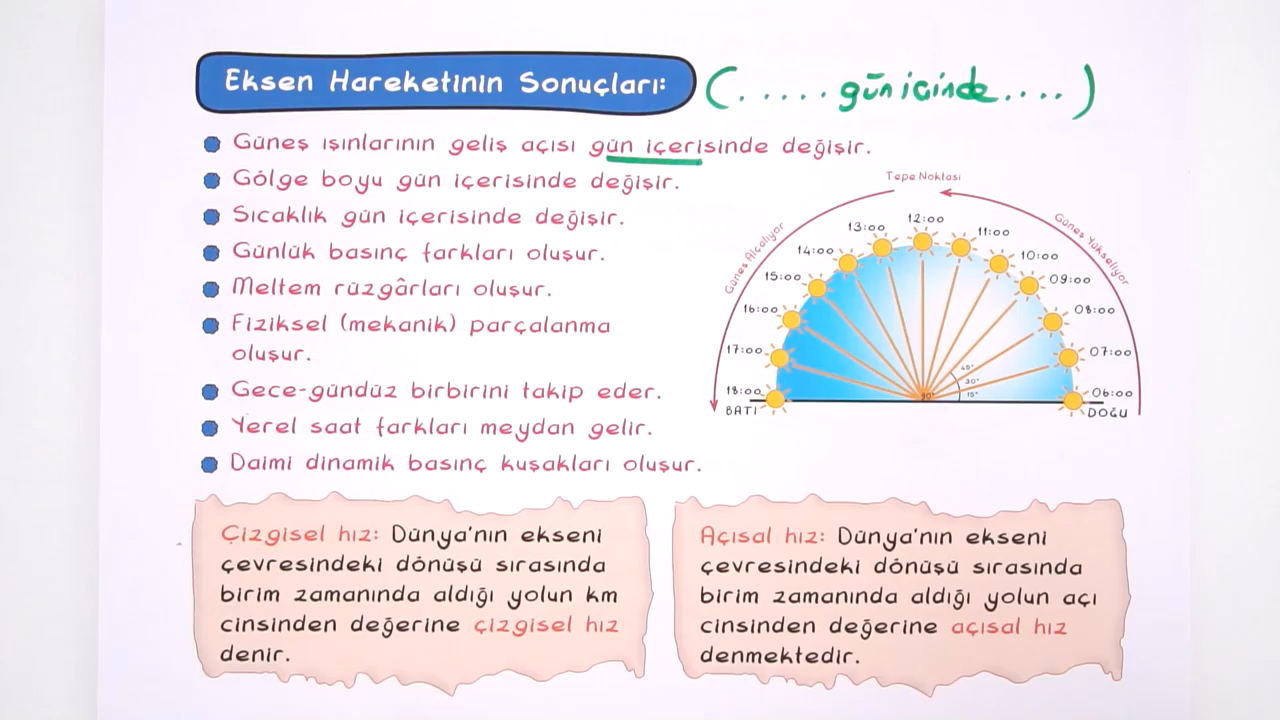 Eksen Hareketinin Sonuçları: (..... gün içinde....)
Güneş ışınlarının geliş açısı gün içerisinde değişir.
Gölge boyu gün içerisinde değişir.
Sıcaklık gün içerisinde değişir.
Günlük basınç farkları oluşur.
Meltem rüzgârları oluşur.
Fiziksel (mekanik) parçalanma
oluşur.
Gece-gündüz birbirini takip eder.
Yerel saat farkları meydan gelir.
Daimi dinamik basınç kuşakları oluşur.
Tepe Noktası
Güneş Alçalıyor
Güneş Yükseliyor
12:00
13:00
11:00
14:00
10:00
15:00
09:00
16:00
08:00
17:00
07:00
18:00
06:00
45°
30°
15°
90°
BATI
DOĞU
Çizgisel hız: Dünya'nın ekseni
çevresindeki dönüşü sırasında
birim zamanında aldığı yolun km
cinsinden değerine çizgisel hız
denir.
Açısal hız: Dünya'nın ekseni
çevresindeki dönüşü sırasında
birim zamanında aldığı yolun açı
cinsinden değerine açısal hız
denmektedir.